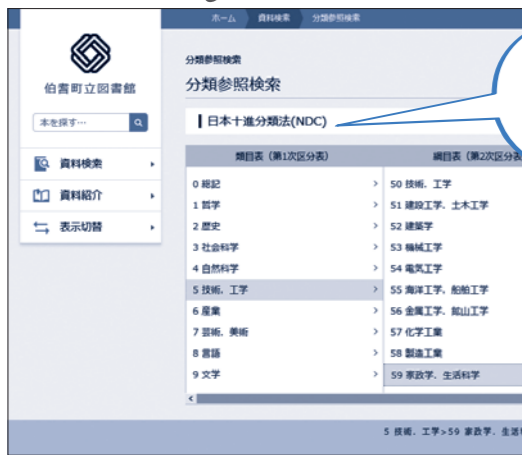 ホーム 資料検索 分類参照検索
伯耆町立図書館
本を探す…
資料検索
資料紹介
表示切替
分類参照検索
分類参照検索
日本十進分類法(NDC)
類目表（第1次区分表）
0 総記
1 哲学
2 歴史
3 社会科学
4 自然科学
5 技術．工学
6 産業
7 芸術．美術
8 言語
9 文学
綱目表（第2次区分表
50 技術．工学
51 建設工学．土木工学
52 建築学
53 機械工学
54 電気工学
55 海洋工学．船舶工学
56 金属工学．鉱山工学
57 化学工業
58 製造工業
59 家政学．生活科学
5 技術．工学>59 家政学．生活